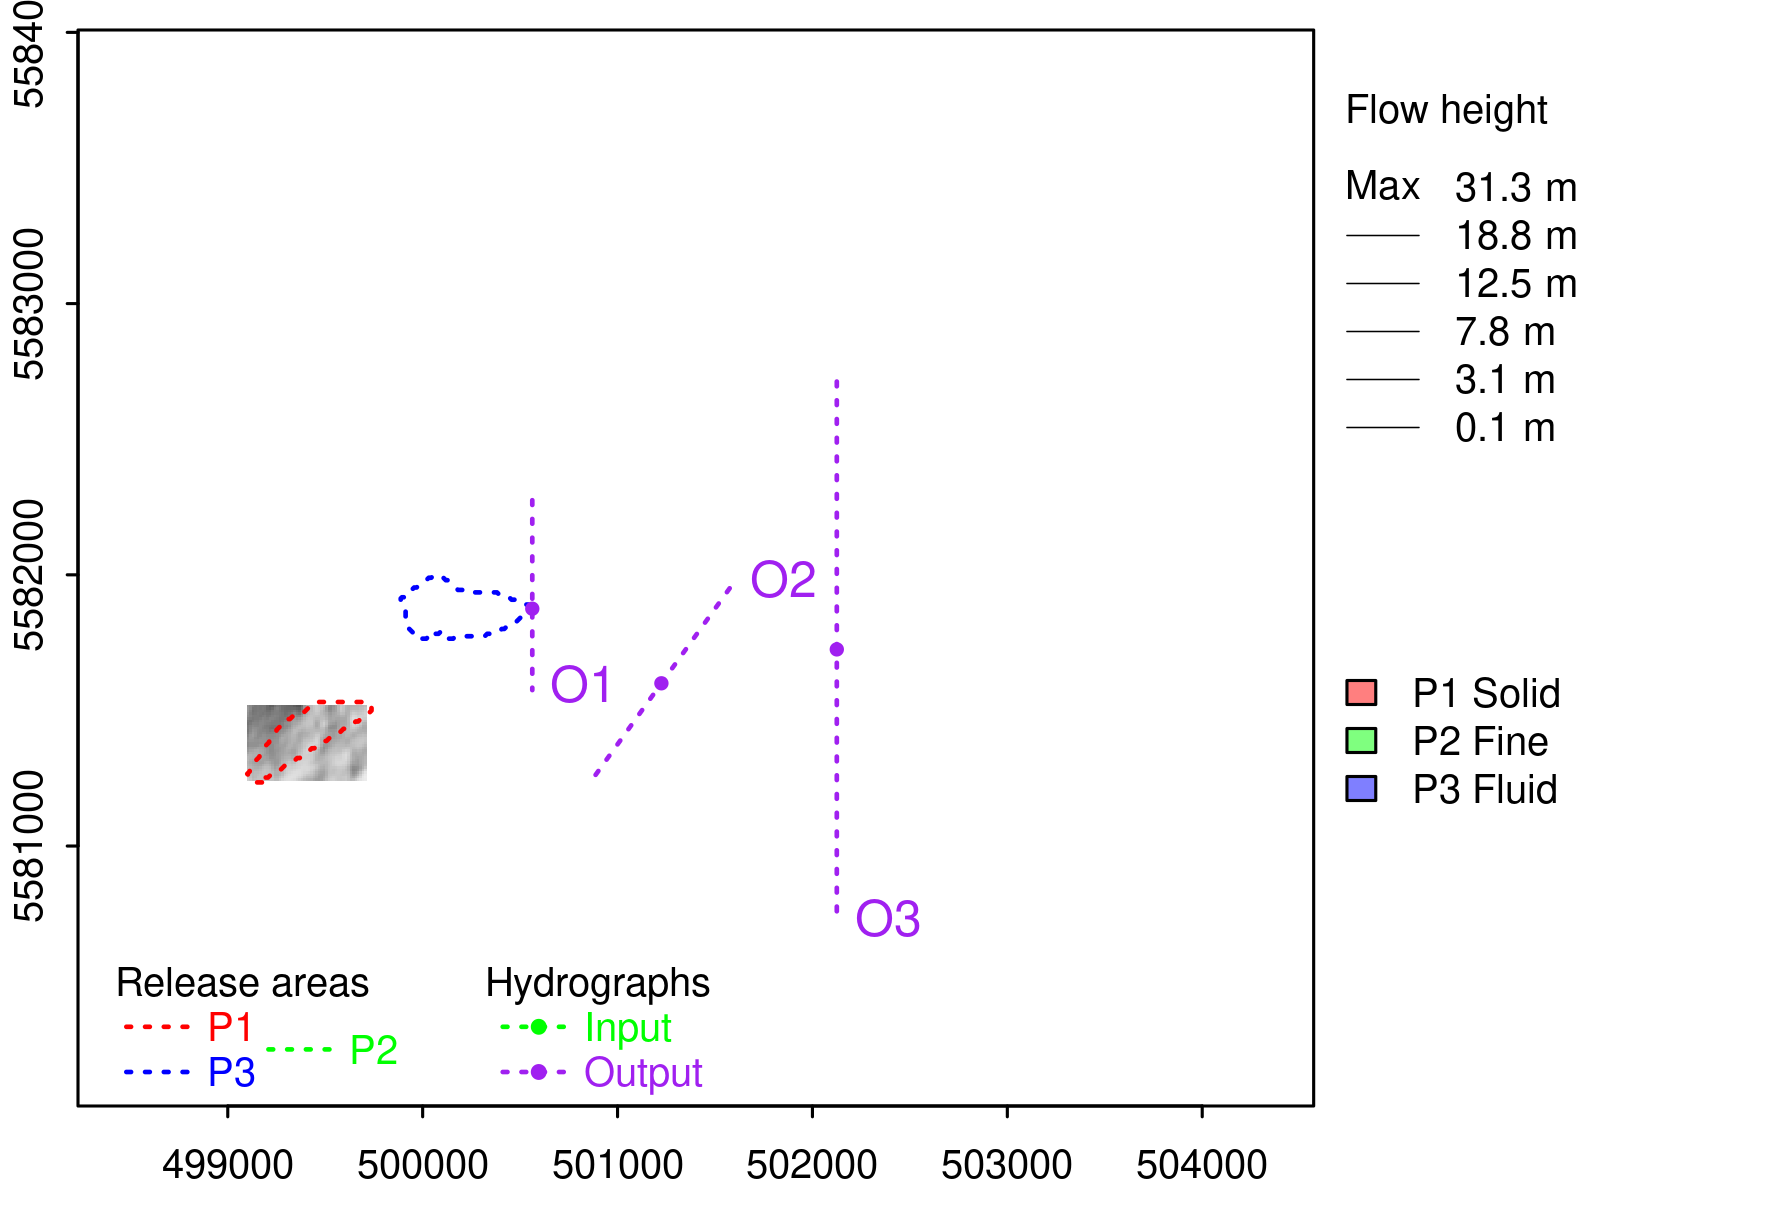 55840
5583000
5582000
5581000
499000 500000 501000 502000 503000 504000
O1
O2
O3
Release areas
P1
P2
P3
Hydrographs
Input
Output
Flow height
Max 31.3 m
18.8 m
12.5 m
7.8 m
3.1 m
0.1 m
P1 Solid
P2 Fine
P3 Fluid